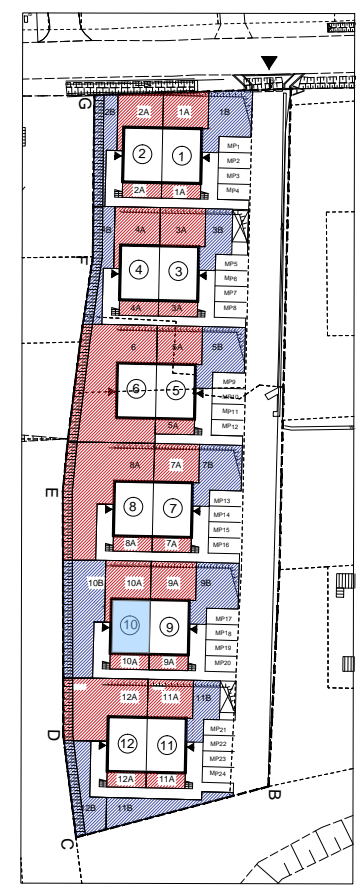 G
2B 2A 1A 1B
2 1
MP1
MP2
MP3
MP4
2A 1A
4B 4A 3A 3B
F
4 3
MP5
MP6
MP7
MP8
4A 3A
6 5A 5B
6 5
MP9
MP10
MP11
MP12
5A
8A 7A 7B
E
8 7
MP13
MP14
MP15
MP16
8A 7A
10B 10A 9A 9B
10 9
MP17
MP18
MP19
MP20
10A 9A
12A 11A 11B
D
12 11
MP21
MP22
MP23
MP24
12A 11A
B
2B 11B
C